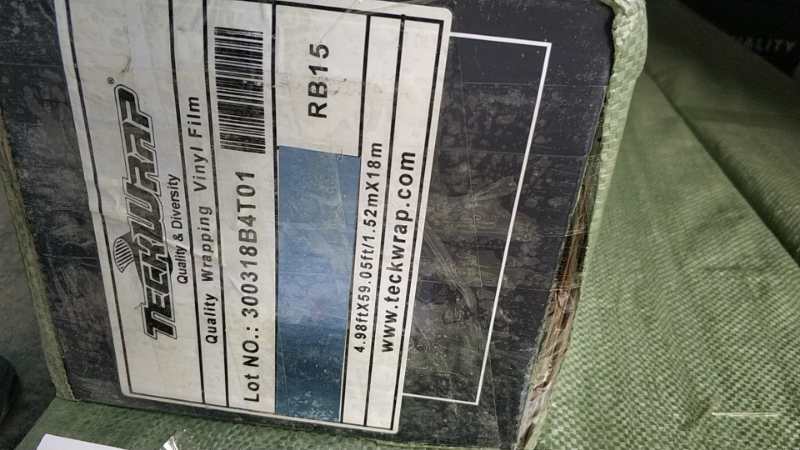 TECKWRAP®
Quality & Diversity
Quality Wrapping Vinyl Film
Lot NO.: 300318B4T01
RB15
4.98ftX59.05ft/1.52mX18m
www.teckwrap.com
QUALITY